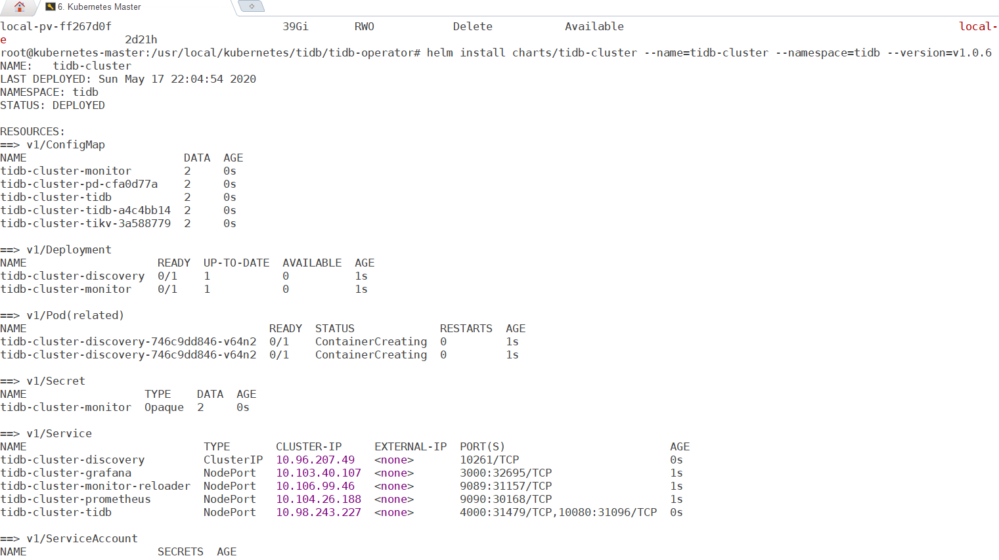 6. Kubernetes Master
local-pv-ff267d0f                          39Gi       RWO            Delete           Available                                                   local-
e                  2d21h
root@kubernetes-master:/usr/local/kubernetes/tidb/tidb-operator# helm install charts/tidb-cluster --name=tidb-cluster --namespace=tidb --version=v1.0.6
NAME:   tidb-cluster
LAST DEPLOYED: Sun May 17 22:04:54 2020
NAMESPACE: tidb
STATUS: DEPLOYED
RESOURCES:
==> v1/ConfigMap
NAME                        DATA  AGE
tidb-cluster-monitor        2     0s
tidb-cluster-pd-cfa0d77a    2     0s
tidb-cluster-tidb           2     0s
tidb-cluster-tidb-a4c4bb14  2     0s
tidb-cluster-tikv-3a588779  2     0s
==> v1/Deployment
NAME                    READY  UP-TO-DATE  AVAILABLE  AGE
tidb-cluster-discovery  0/1    1           0          1s
tidb-cluster-monitor    0/1    1           0          1s
==> v1/Pod(related)
NAME                                     READY  STATUS             RESTARTS  AGE
tidb-cluster-discovery-746c9dd846-v64n2  0/1    ContainerCreating  0         1s
tidb-cluster-discovery-746c9dd846-v64n2  0/1    ContainerCreating  0         1s
==> v1/Secret
NAME                  TYPE    DATA  AGE
tidb-cluster-monitor  Opaque  2     0s
==> v1/Service
NAME                           TYPE       CLUSTER-IP     EXTERNAL-IP  PORT(S)                         AGE
tidb-cluster-discovery         ClusterIP  10.96.207.49   <none>       10261/TCP                       0s
tidb-cluster-grafana           NodePort   10.103.40.107  <none>       3000:32695/TCP                  1s
tidb-cluster-monitor-reloader  NodePort   10.106.99.46   <none>       9089:31157/TCP                  1s
tidb-cluster-prometheus        NodePort   10.104.26.188  <none>       9090:30168/TCP                  1s
tidb-cluster-tidb              NodePort   10.98.243.227  <none>       4000:31479/TCP,10080:31096/TCP  0s
==> v1/ServiceAccount
NAME                    SECRETS  AGE